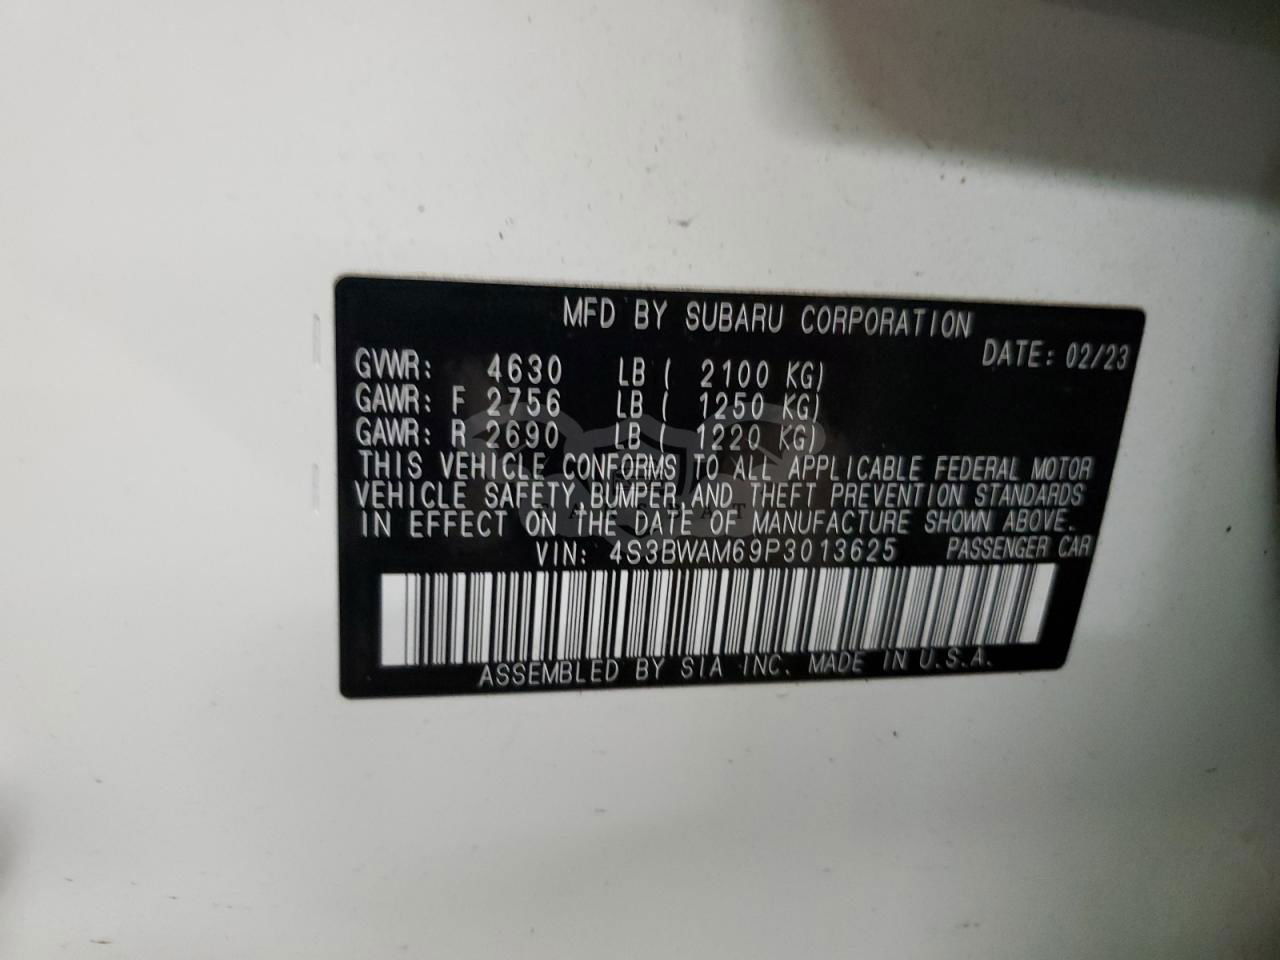 MFD BY SUBARU CORPORATION
DATE: 02/23
GVWR: 4630 LB ( 2100 KG)
GAWR: F 2756 LB ( 1250 KG)
GAWR: R 2690 LB ( 1220 KG)
THIS VEHICLE CONFORMS TO ALL APPLICABLE FEDERAL MOTOR
VEHICLE SAFETY, BUMPER, AND THEFT PREVENTION STANDARDS
IN EFFECT ON THE DATE OF MANUFACTURE SHOWN ABOVE.
VIN: 4S3BWAM69P3013625 PASSENGER CAR
ASSEMBLED BY SIA INC. MADE IN U.S.A.